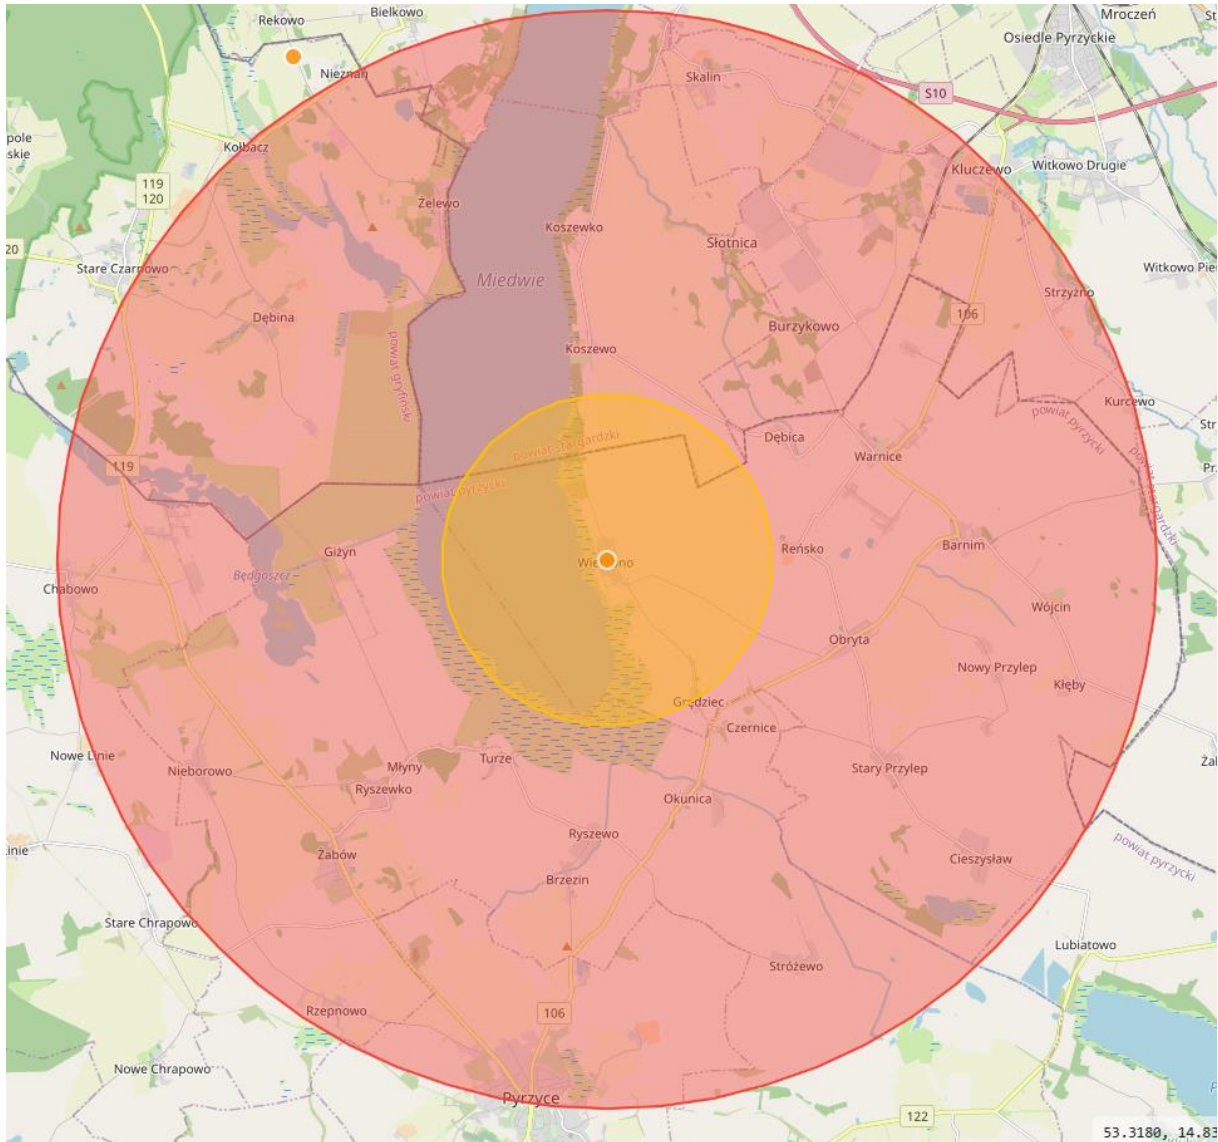 Rekowo
Bielkowo
Mroczeń
Osiedle Pyrzyckie
Nieznań
Skalin
S10
Kołbacz
Kluczewo
Witkowo Drugie
119
120
Żelewo
20
Koszewko
Słotnica
Stare Czarnowo
Miedwie
Strzyżno
Dębina
106
Burzykowo
Koszewo
powiat gryfiński
Kurcewo
powiat pyrzycki
Dębica
powiat stargardzki
Warnice
119
powiat stargardzki
powiat pyrzycki
Giżyn
Reńsko
Barnim
Będgoszcz
Chabowo
Wójcin
Obryta
Nowy Przylep
Kłęby
Grędziec
Czernice
Nowe Linie
Turze
Młyny
Nieborowo
Stary Przylep
Ryszewko
Okunica
Ryszewo
Żabów
Cieszysław
powiat pyrzycki
Brzezin
Stare Chrapowo
Lubiatowo
Stróżewo
Rzepnowo
106
Nowe Chrapowo
Pyrzyce
122
53.3180, 14.83